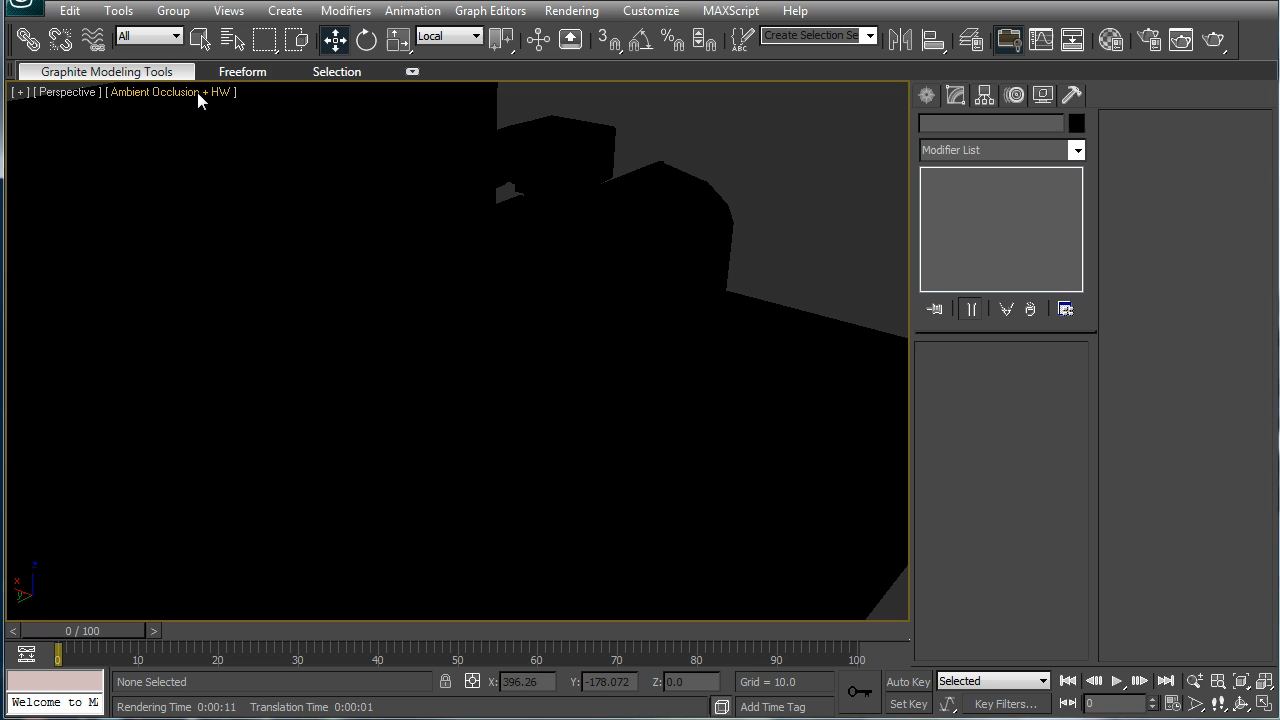 Edit Tools Group Views Create Modifiers Animation Graph Editors Rendering Customize MAXScript Help
All Local 3 Create Selection Se
Graphite Modeling Tools Freeform Selection
[ + ] [ Perspective ] [ Ambient Occlusion + HW ]
Modifier List
z
x
y
< 0 / 100 >
0 10 20 30 40 50 60 70 80 90 100
None Selected X: 396.26 Y: -178.072 Z: 0.0 Grid = 10.0 Auto Key Selected
Welcome to M
Rendering Time 0:00:11 Translation Time 0:00:01 Add Time Tag Set Key Key Filters... 0